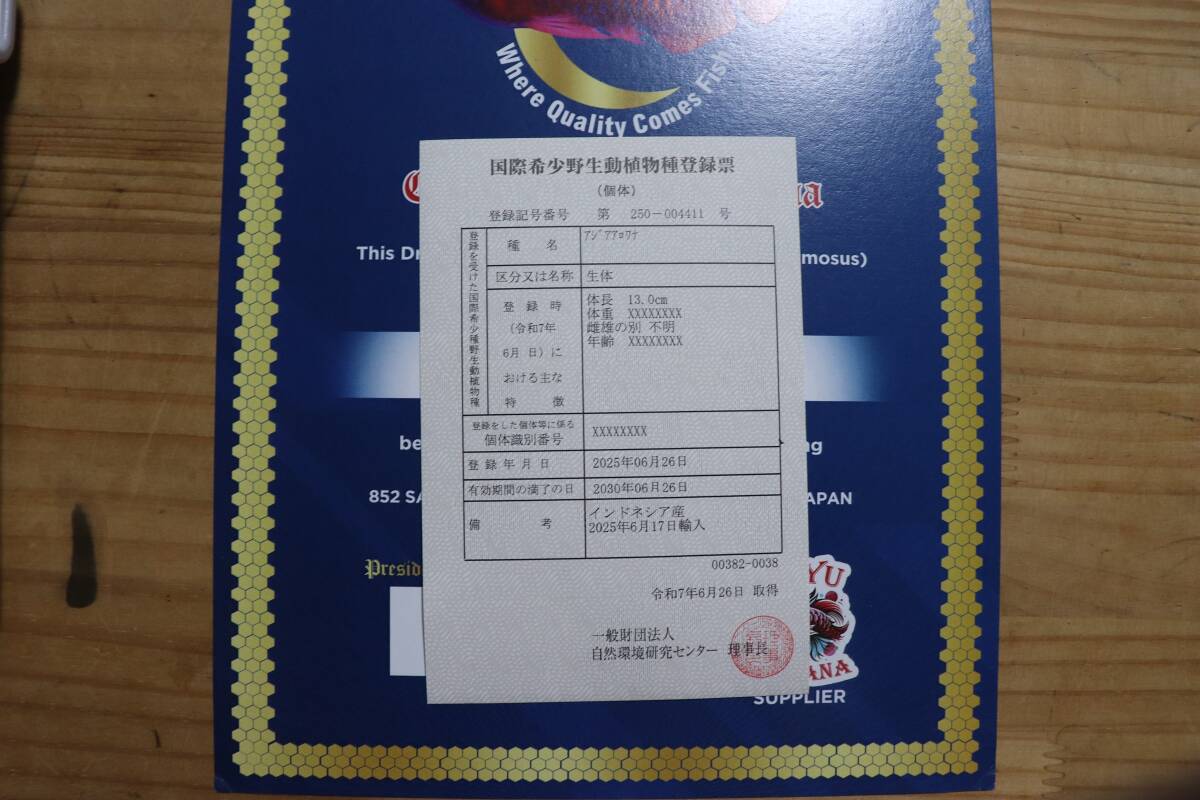 Where Quality Comes Fish
国際希少野生動植物種登録票
(個体)
登録記号番号 第 250-004411 号
登録を受けた国際希少種野生動植物種
種 名 アジアアロワナ
区分又は名称 生体
登 録 時
(令和7年
6月 日)に
おける主な
特 徴
体長 13.0cm
体重 XXXXXXXX
雌雄の別 不明
年齢 XXXXXXXX
登録をした個体等に係る
個体識別番号 XXXXXXXX
登録年月日 2025年06月26日
有効期間の満了の日 2030年06月26日
備 考
インドネシア産
2025年6月17日輸入
00382-0038
令和7年6月26日 取得
一般財団法人
自然環境研究センター 理事長
This
mosus)
be
852
APAN
Presid
YU
ANA
SUPPLIER